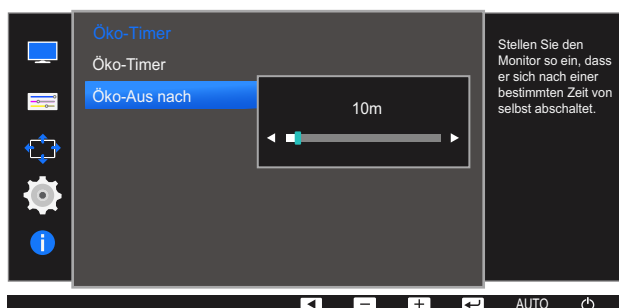 Öko-Timer
Öko-Timer
Öko-Aus nach
10m
Stellen Sie den
Monitor so ein, dass
er sich nach einer
bestimmten Zeit von
selbst abschaltet.
AUTO